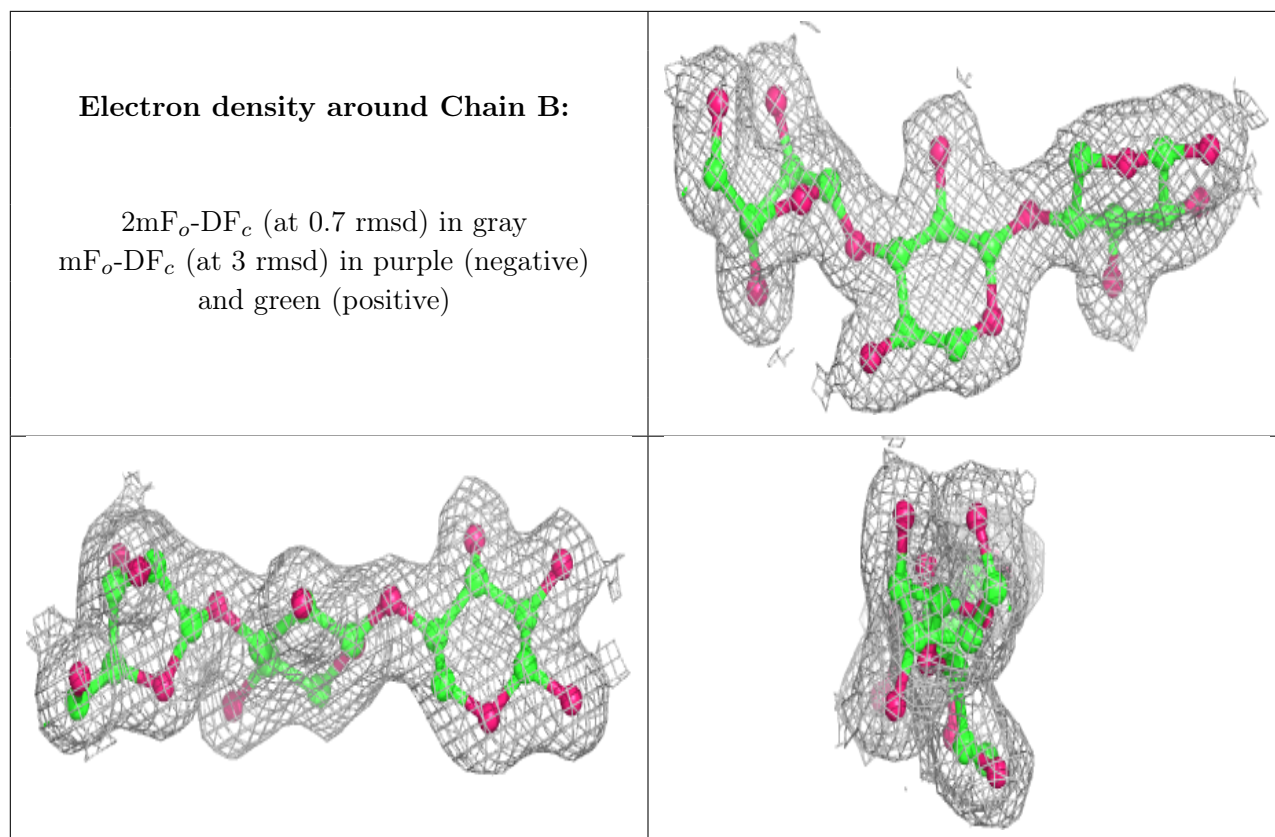 Electron density around Chain B:
2mFₒ-DF𝒸 (at 0.7 rmsd) in gray
mFₒ-DF𝒸 (at 3 rmsd) in purple (negative)
and green (positive)